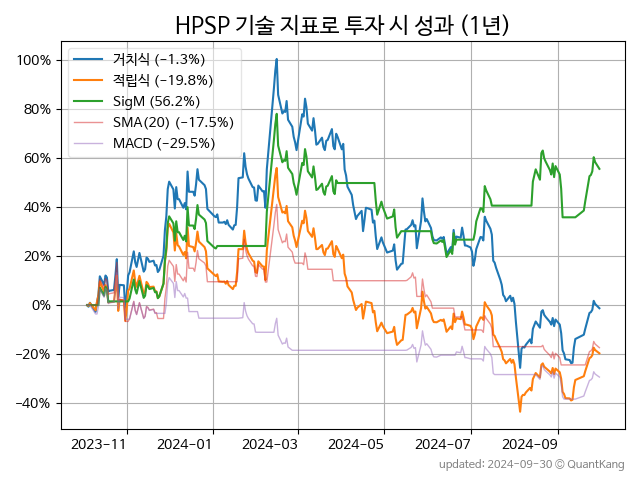 HPSP 기술 지표로 투자 시 성과 (1년)
거치식 (−1.3%)
적립식 (−19.8%)
SigM (56.2%)
SMA(20) (−17.5%)
MACD (−29.5%)
100%
80%
60%
40%
20%
0%
−20%
−40%
2023-11 2024-01 2024-03 2024-05 2024-07 2024-09
updated: 2024-09-30 © QuantKang